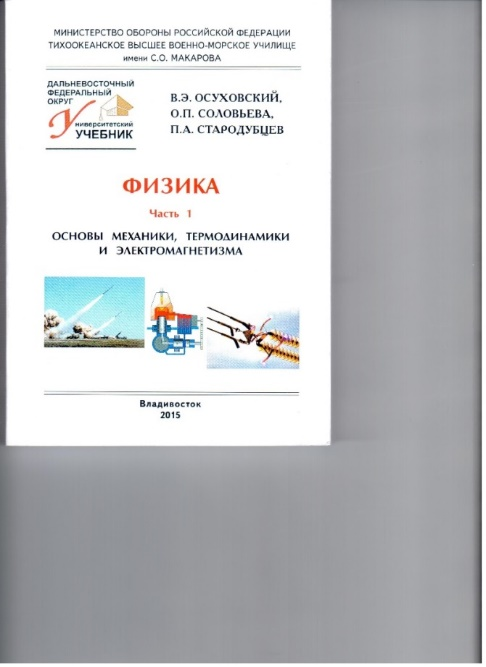 МИНИСТЕРСТВО ОБОРОНЫ РОССИЙСКОЙ ФЕДЕРАЦИИ
ТИХООКЕАНСКОЕ ВЫСШЕЕ ВОЕННО-МОРСКОЕ УЧИЛИЩЕ
имени С.О. МАКАРОВА
ДАЛЬНЕВОСТОЧНЫЙ
ФЕДЕРАЛЬНЫЙ
ОКРУГ
Университетский
УЧЕБНИК
В.Э. ОСУХОВСКИЙ,
О.П. СОЛОВЬЕВА,
П.А. СТАРОДУБЦЕВ
ФИЗИКА
Часть 1
ОСНОВЫ МЕХАНИКИ, ТЕРМОДИНАМИКИ
И ЭЛЕКТРОМАГНЕТИЗМА
Владивосток
2015